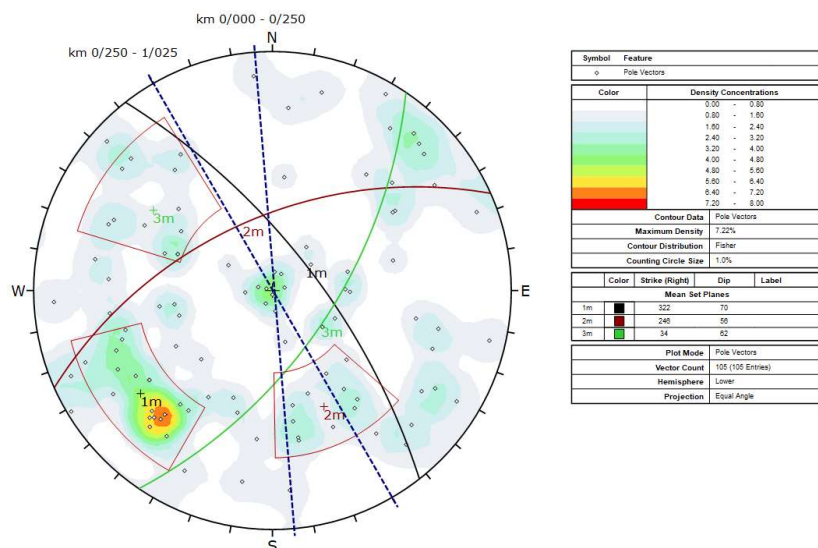 km 0/000 - 0/250
km 0/250 - 1/025
N
3m
2m
1m
W
E
3m
1m
2m
S
Symbol Feature
Pole Vectors
Color Density Concentrations
0.00 - 0.80
0.80 - 1.60
1.60 - 2.40
2.40 - 3.20
3.20 - 4.00
4.00 - 4.80
4.80 - 5.60
5.60 - 6.40
6.40 - 7.20
7.20 - 8.00
Contour Data Pole Vectors
Maximum Density 7.22%
Contour Distribution Fisher
Counting Circle Size 1.0%
Color Strike (Right) Dip Label
Mean Set Planes
1m 322 70
2m 246 56
3m 34 62
Plot Mode Pole Vectors
Vector Count 105 (105 Entries)
Hemisphere Lower
Projection Equal Angle